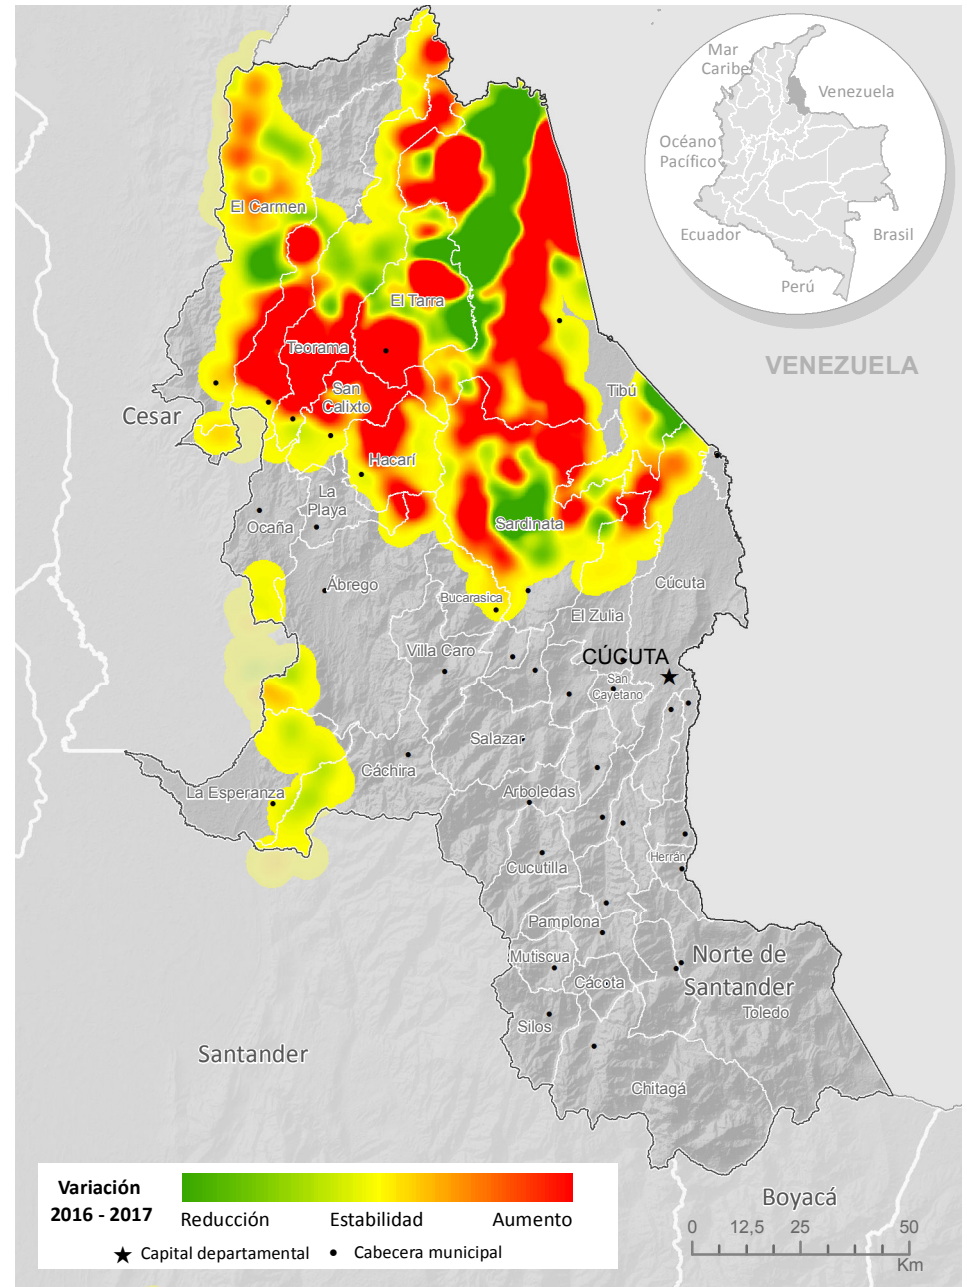 Mar
Caribe
Venezuela
Océano
Pacífico
Ecuador
Brasil
Perú
VENEZUELA
El Carmen
El Tarra
Teorama
San
Calixto
Tibú
Cesar
Hacarí
La
Playa
Ocaña
Sardinata
Ábrego
Bucarasica
Cúcuta
El Zulia
Villa Caro
CÚCUTA
San
Cayetano
Salazar
Cáchira
La Esperanza
Arboledas
Cucutilla
Herrán
Pamplona
Mutiscua
Norte de
Santander
Cácota
Toledo
Silos
Santander
Chitagá
Boyacá
Variación
2016 - 2017
Reducción
Estabilidad
Aumento
Capital departamental
Cabecera municipal
0 12,5 25 50
Km